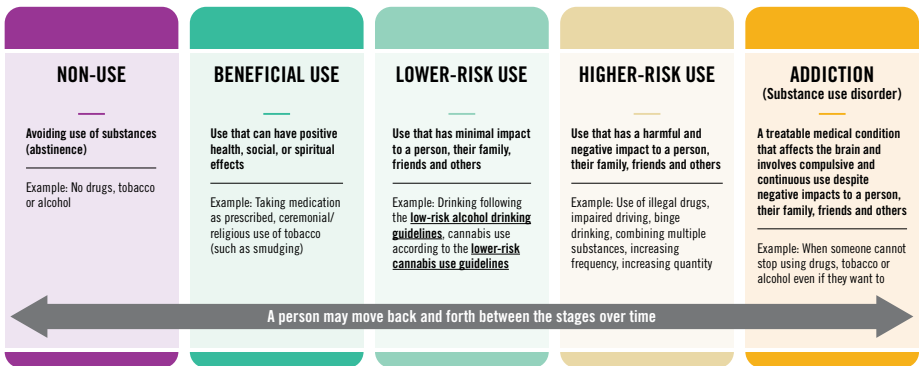 NON-USE
Avoiding use of substances
(abstinence)
Example: No drugs, tobacco
or alcohol
BENEFICIAL USE
Use that can have positive
health, social, or spiritual
effects
Example: Taking medication
as prescribed, ceremonial/
religious use of tobacco
(such as smudging)
LOWER-RISK USE
Use that has minimal impact
to a person, their family,
friends and others
Example: Drinking following
the low-risk alcohol drinking
guidelines, cannabis use
according to the lower-risk
cannabis use guidelines
HIGHER-RISK USE
Use that has a harmful and
negative impact to a person,
their family, friends and others
Example: Use of illegal drugs,
impaired driving, binge
drinking, combining multiple
substances, increasing
frequency, increasing quantity
ADDICTION
(Substance use disorder)
A treatable medical condition
that affects the brain and
involves compulsive and
continuous use despite
negative impacts to a person,
their family, friends and others
Example: When someone cannot
stop using drugs, tobacco or
alcohol even if they want to
A person may move back and forth between the stages over time